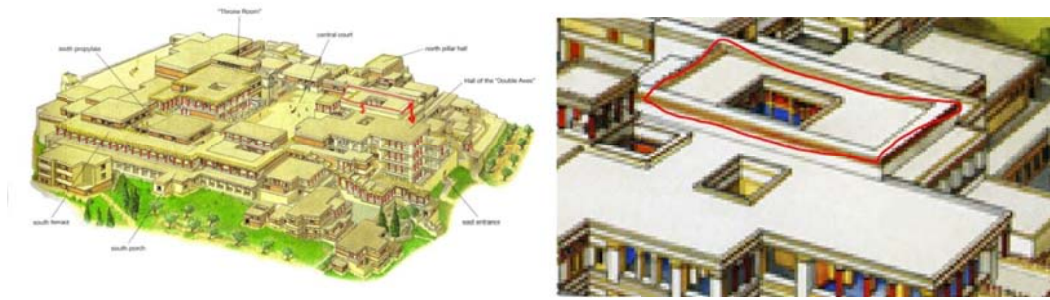 "Throne Room"
central court
south propylaia
north pillar hall
Hall of the "Double Axes"
south terrace
south porch
east entrance